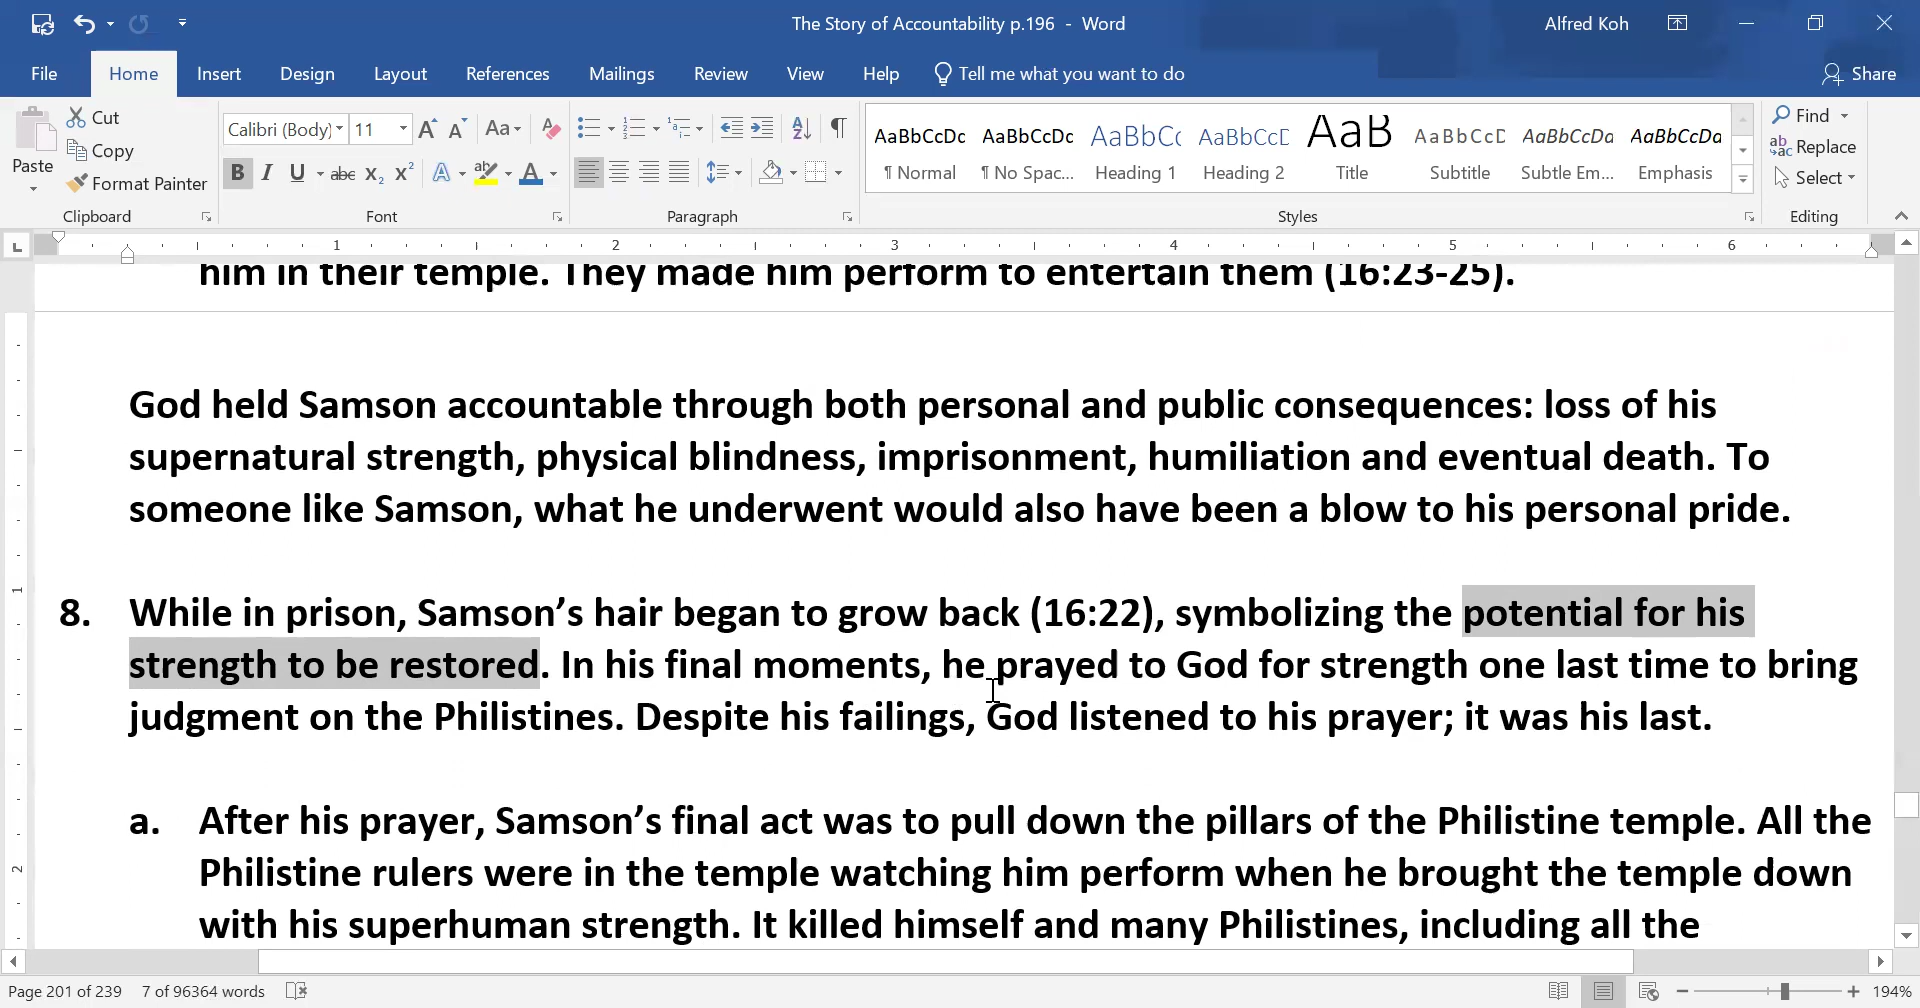 The Story of Accountability p.196 - Word
Alfred Koh
File Home Insert Design Layout References Mailings Review View Help Tell me what you want to do Share
Paste
Cut
Copy
Format Painter
Clipboard
Calibri (Body) 11
Font
Paragraph
AaBbCcDc AaBbCcDc AaBbCc AaBbCcD AaB AaBbCcD AaBbCcDa AaBbCcDa
¶ Normal ¶ No Spac... Heading 1 Heading 2 Title Subtitle Subtle Em... Emphasis
Styles
Find
Replace
Select
Editing
1 2 3 4 5 6
him in their temple. They made him perform to entertain them (16:23-25).
God held Samson accountable through both personal and public consequences: loss of his
supernatural strength, physical blindness, imprisonment, humiliation and eventual death. To
someone like Samson, what he underwent would also have been a blow to his personal pride.
8. While in prison, Samson’s hair began to grow back (16:22), symbolizing the potential for his
strength to be restored. In his final moments, he prayed to God for strength one last time to bring
judgment on the Philistines. Despite his failings, God listened to his prayer; it was his last.
a. After his prayer, Samson’s final act was to pull down the pillars of the Philistine temple. All the
Philistine rulers were in the temple watching him perform when he brought the temple down
with his superhuman strength. It killed himself and many Philistines, including all the
Page 201 of 239 7 of 96364 words 194%